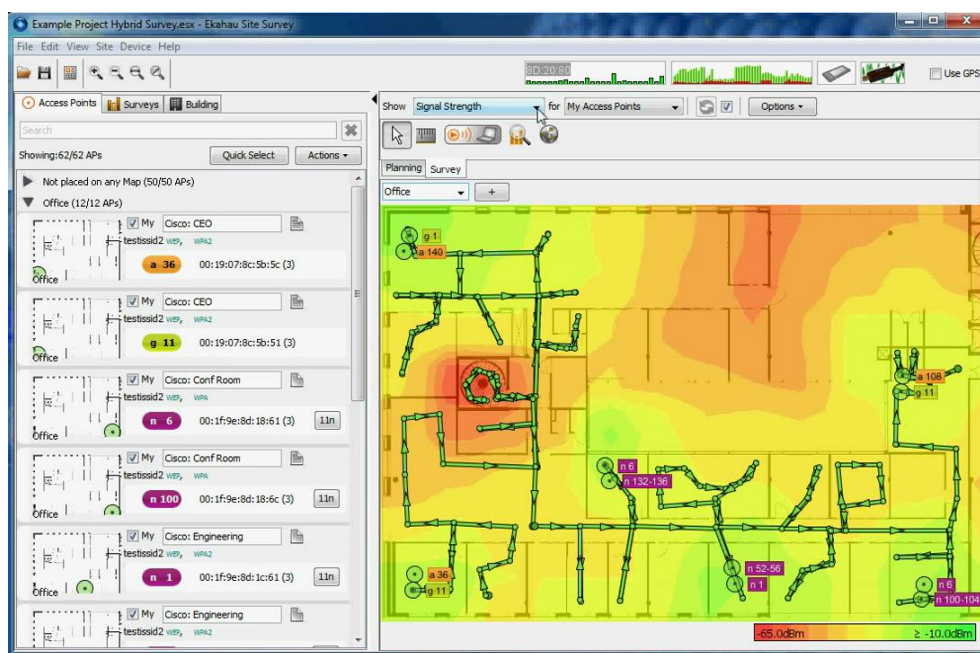 Example Project Hybrid Survey.esx - Ekahau Site Survey
File Edit View Site Device Help
8D:20:80
Use GPS
Access Points Surveys Building
Search
Showing:62/62 APs Quick Select Actions
Not placed on any Map (50/50 APs)
Office (12/12 APs)
My Cisco: CEO
testissid2 WEP, WPA2
a 36 00:19:07:8c:5b:5c (3)
Office
My Cisco: CEO
testissid2 WEP, WPA2
g 11 00:19:07:8c:5b:51 (3)
Office
My Cisco: Conf Room
testissid2 WEP, WPA
n 6 00:1f:9e:8d:18:61 (3) 11n
Office
My Cisco: Conf Room
testissid2 WEP, WPA
n 100 00:1f:9e:8d:18:6c (3) 11n
Office
My Cisco: Engineering
testissid2 WEP, WPA2
n 1 00:1f:9e:8d:1c:61 (3) 11n
Office
My Cisco: Engineering
testissid2 WEP, WPA2
Show Signal Strength for My Access Points Options
Planning Survey
Office +
g 1
a 140
a 108
g 11
n 6
n 132-136
a 36
g 11
n 52-56
n 1
n 6
n 100-104
-65.0dBm ≥ -10.0dBm